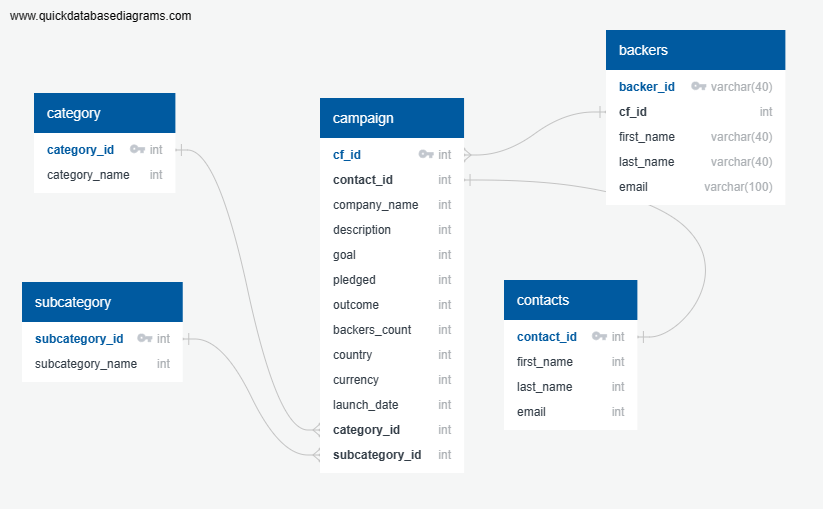 www.quickdatabasediagrams.com
backers
backer_id varchar(40)
cf_id int
first_name varchar(40)
last_name varchar(40)
email varchar(100)
category
category_id int
category_name int
campaign
cf_id int
contact_id int
company_name int
description int
goal int
pledged int
outcome int
backers_count int
country int
currency int
launch_date int
category_id int
subcategory_id int
subcategory
subcategory_id int
subcategory_name int
contacts
contact_id int
first_name int
last_name int
email int